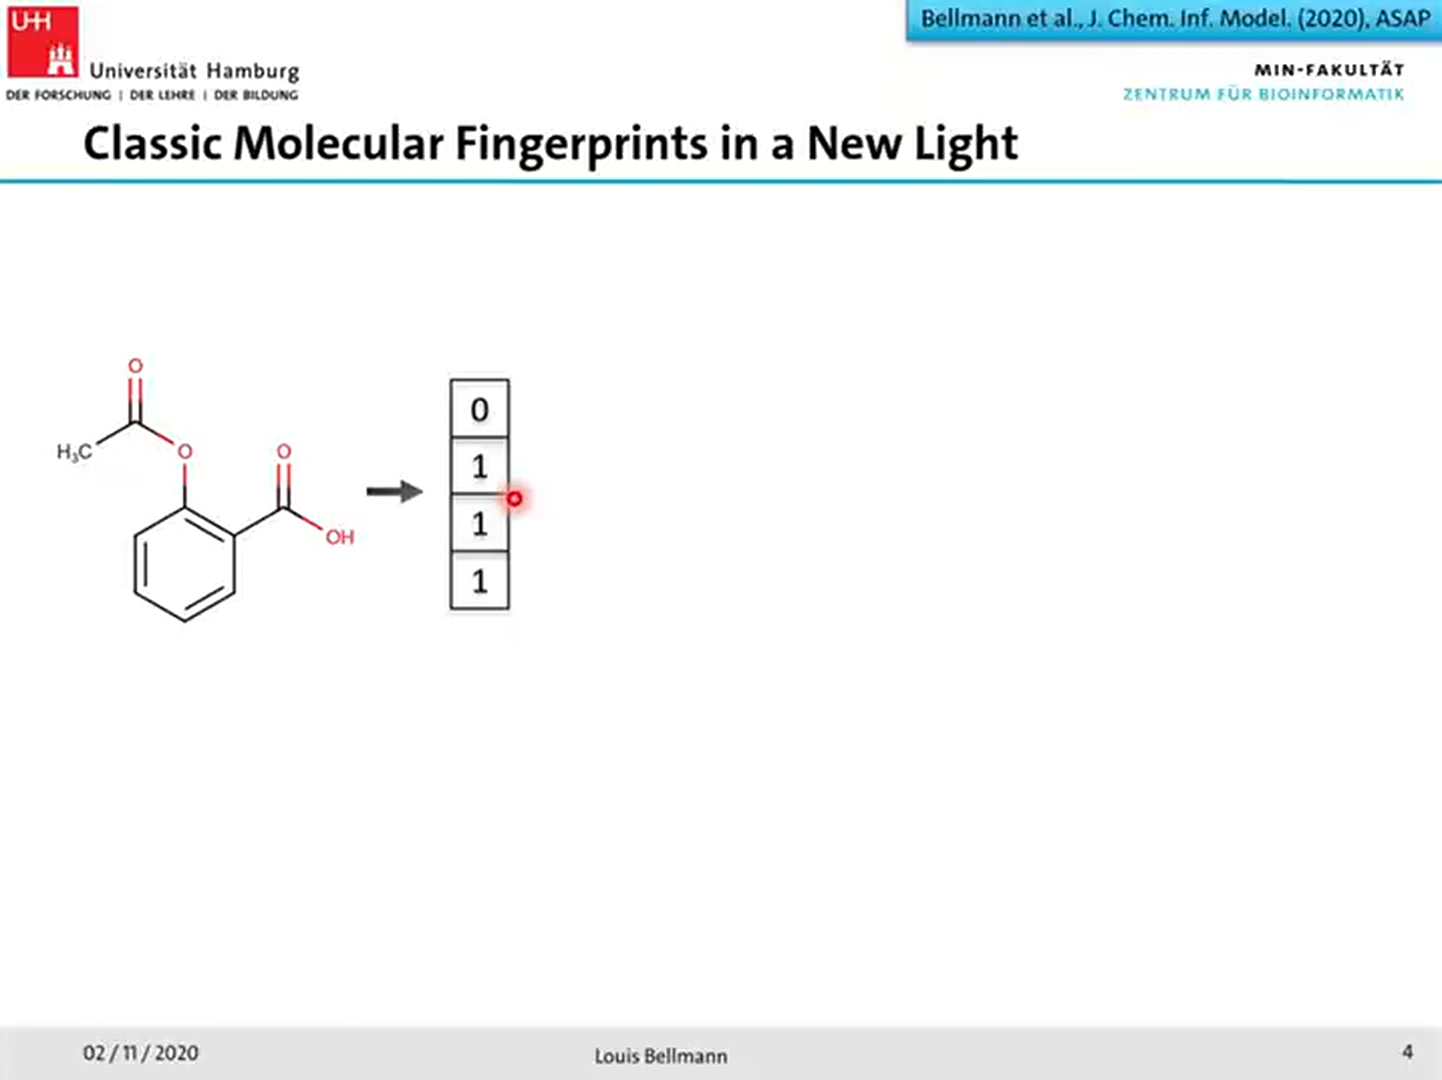 UHH
Universität Hamburg
DER FORSCHUNG | DER LEHRE | DER BILDUNG
Bellmann et al., J. Chem. Inf. Model. (2020), ASAP
MIN-FAKULTÄT
ZENTRUM FÜR BIOINFORMATIK
Classic Molecular Fingerprints in a New Light
O
H₃C
O
O
OH
0
1
1
1
02 / 11 / 2020
Louis Bellmann
4